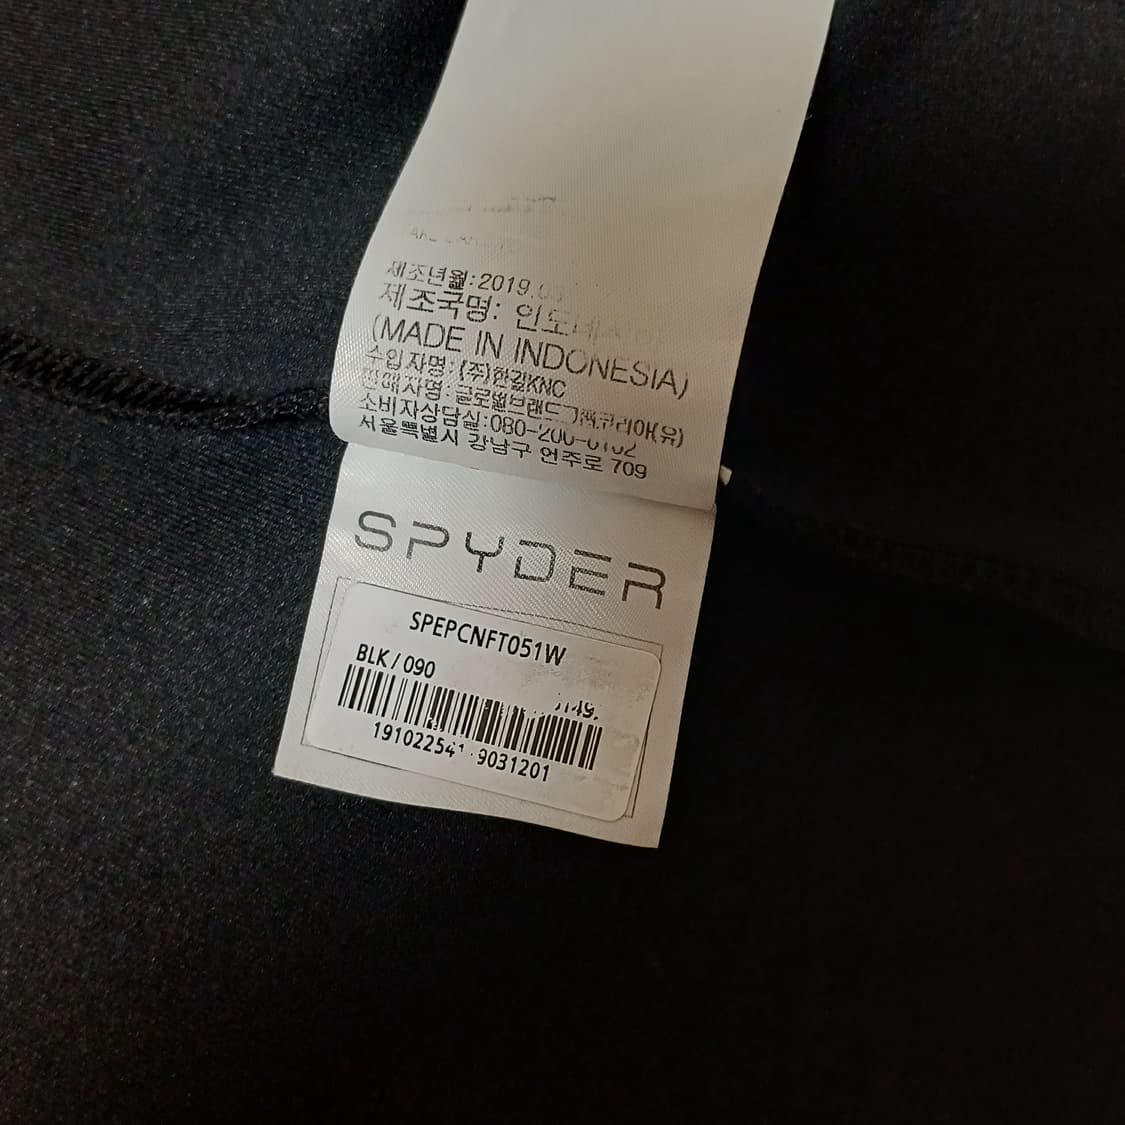 제조년월:2019.
제조국명: 인도네시아
(MADE IN INDONESIA)
수입자명: (주)한길KNC
판매자명: 글로벌브랜드그룹코리아(유)
소비자상담실:080-200-
서울특별시 강남구 언주로 709
SPYDER
SPEPCNFT051W
BLK / 090
9031201